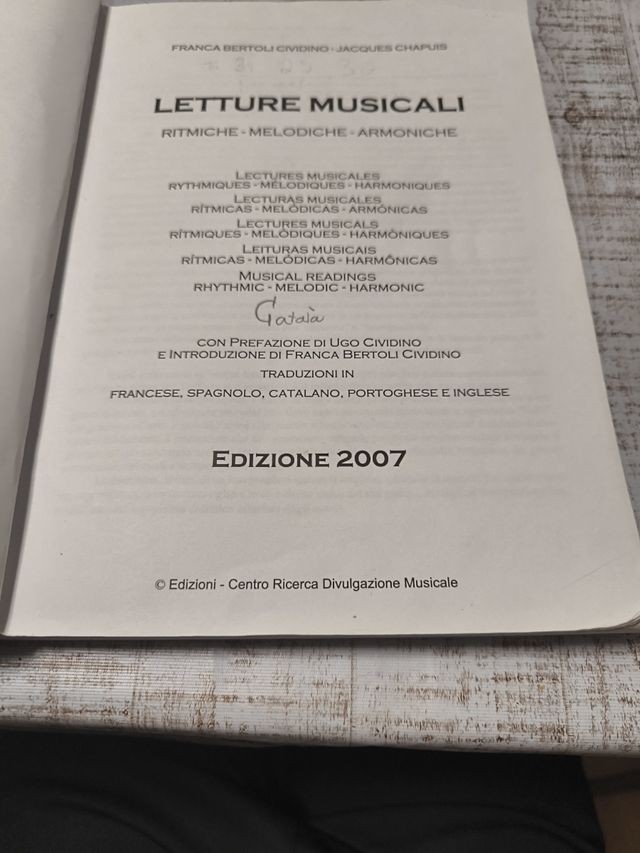 FRANCA BERTOLI CIVIDINO - JACQUES CHAPUIS
LETTURE MUSICALI
RITMICHE - MELODICHE - ARMONICHE
LECTURES MUSICALES
RYTHMIQUES - MÉLODIQUES - HARMONIQUES
LECTURAS MUSICALES
RÍTMICAS - MELÓDICAS - ARMÓNICAS
LECTURES MUSICALS
RÍTMIQUES - MELÒDIQUES - HARMÒNIQUES
LEITURAS MUSICAIS
RÍTMICAS - MELÓDICAS - HARMÔNICAS
MUSICAL READINGS
RHYTHMIC - MELODIC - HARMONIC
CON PREFAZIONE DI UGO CIVIDINO
E INTRODUZIONE DI FRANCA BERTOLI CIVIDINO
TRADUZIONI IN
FRANCESE, SPAGNOLO, CATALANO, PORTOGHESE E INGLESE
EDIZIONE 2007
© Edizioni - Centro Ricerca Divulgazione Musicale